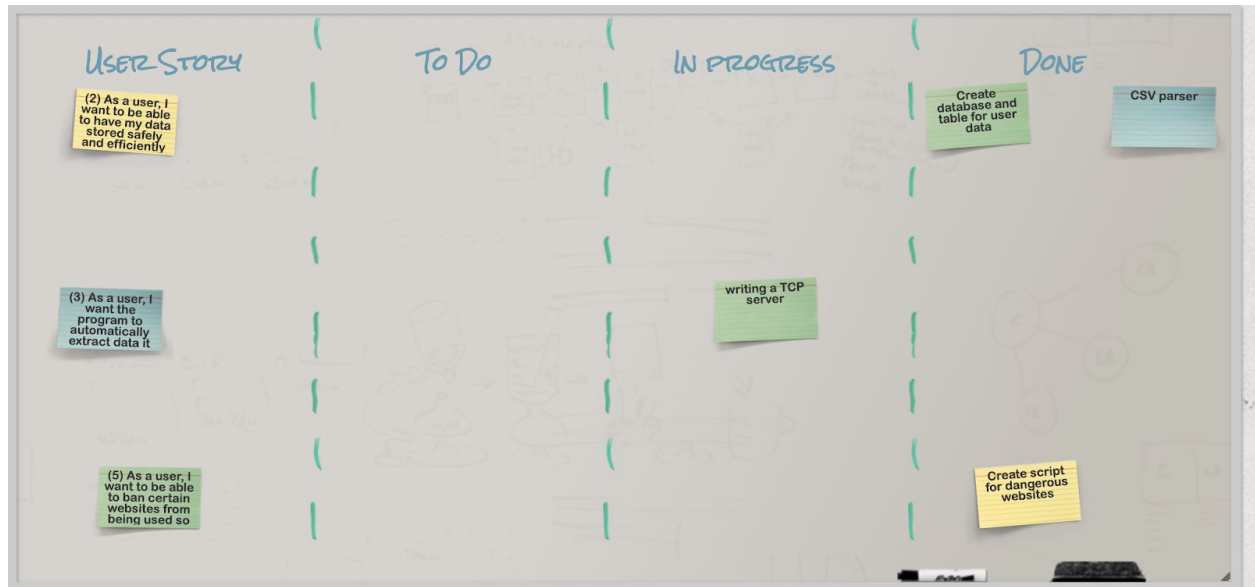 User Story
To Do
In progress
Done
(2) As a user, I
want to be able
to have my data
stored safely
and efficiently
Create
database and
table for user
data
CSV parser
(3) As a user, I
want the
program to
automatically
extract data it
writing a TCP
server
(5) As a user, I
want to be able
to ban certain
websites from
being used so
Create script
for dangerous
websites